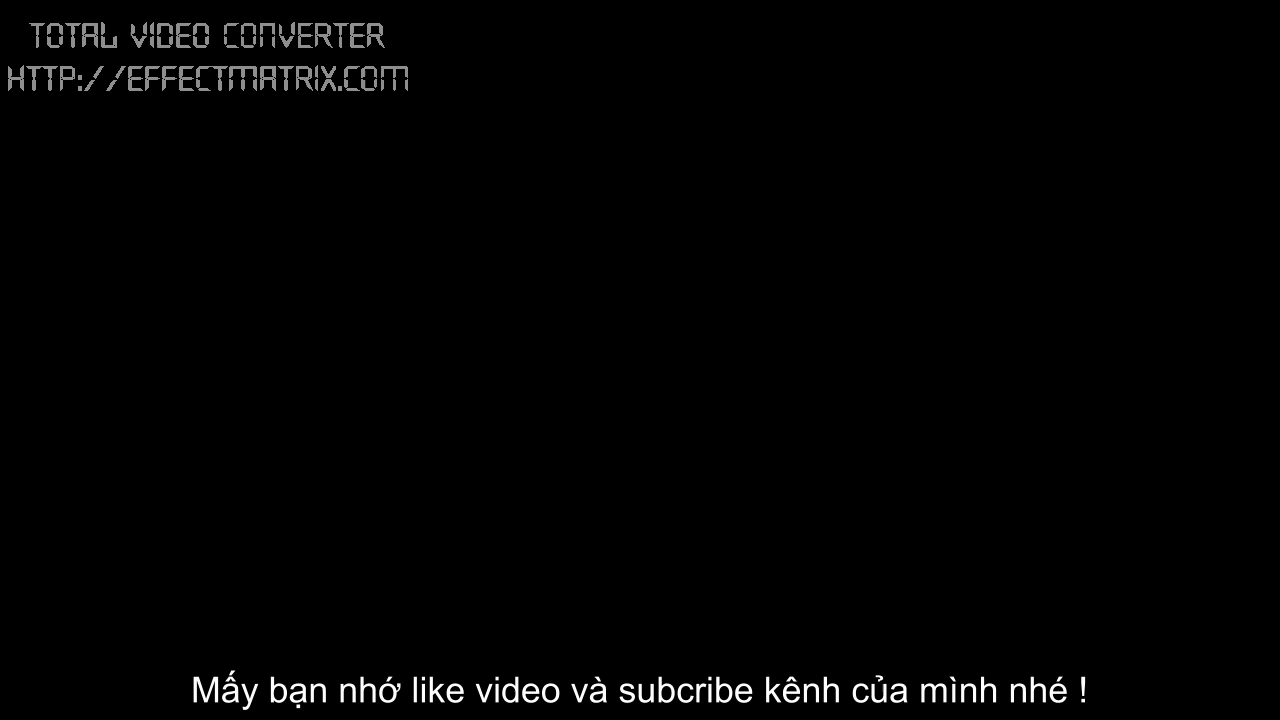 TOTAL VIDEO CONVERTER
HTTP://EFFECTMATRIX.COM
Mấy bạn nhớ like video và subcribe kênh của mình nhé !